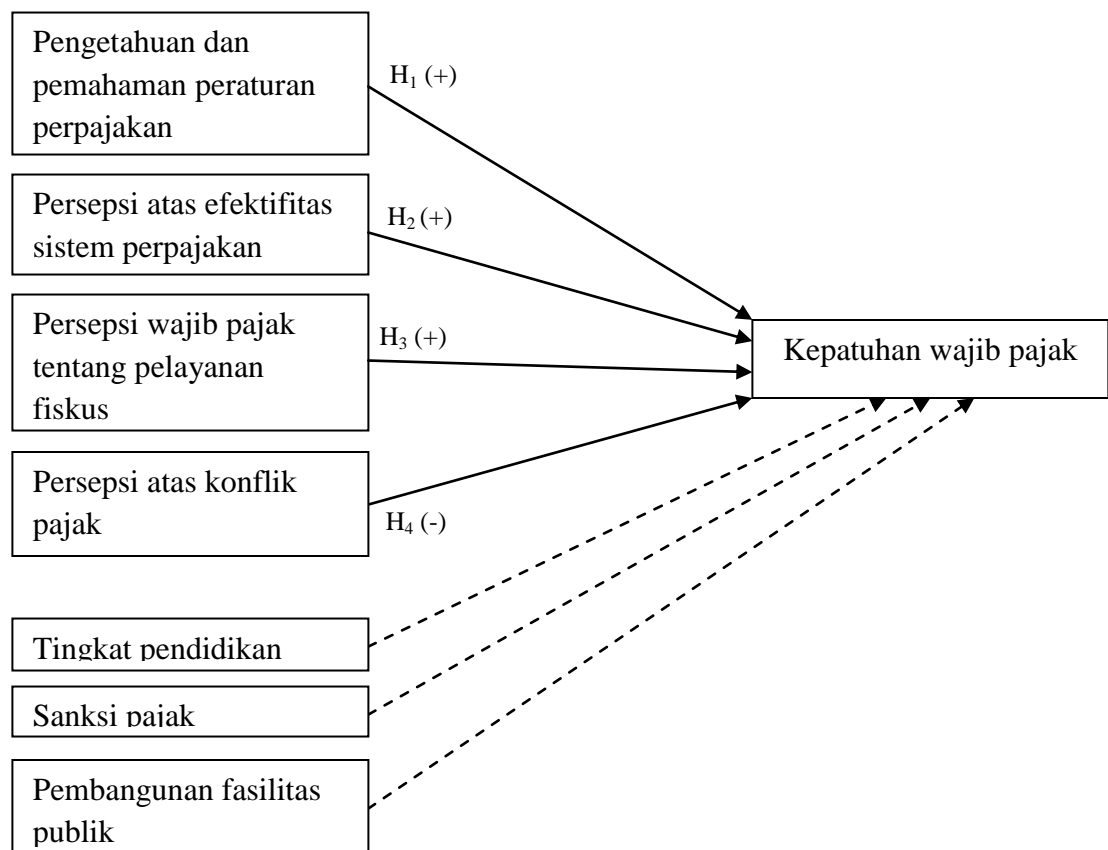 Pengetahuan dan
pemahaman peraturan
perpajakan
H₁ (+)
Persepsi atas efektifitas
sistem perpajakan
H₂ (+)
Persepsi wajib pajak
tentang pelayanan
fiskus
H₃ (+)
Kepatuhan wajib pajak
Persepsi atas konflik
pajak
H₄ (-)
Tingkat pendidikan
Sanksi pajak
Pembangunan fasilitas
publik